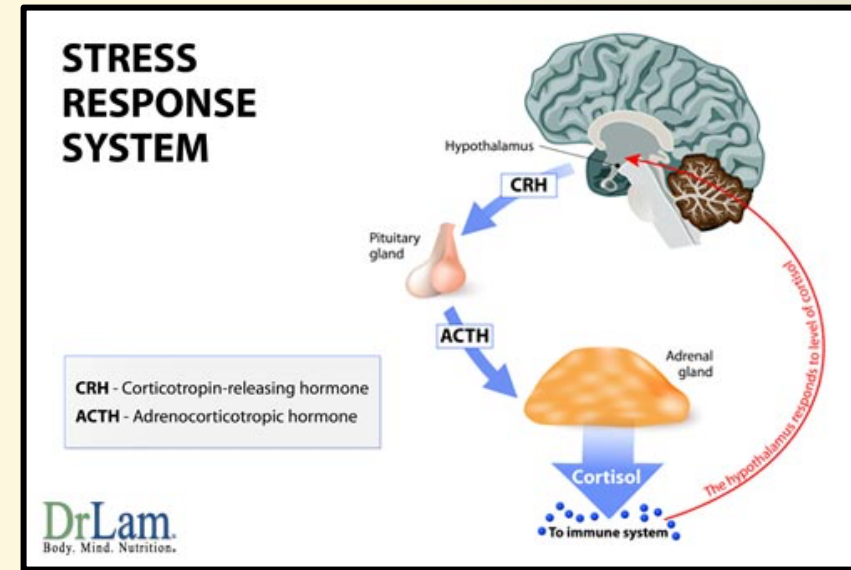 STRESS
RESPONSE
SYSTEM
Hypothalamus
CRH
Pituitary
gland
ACTH
Adrenal
gland
Cortisol
To immune system
The hypothalamus responds to level of cortisol
CRH - Corticotropin-releasing hormone
ACTH - Adrenocorticotropic hormone
DrLam.
Body. Mind. Nutrition.